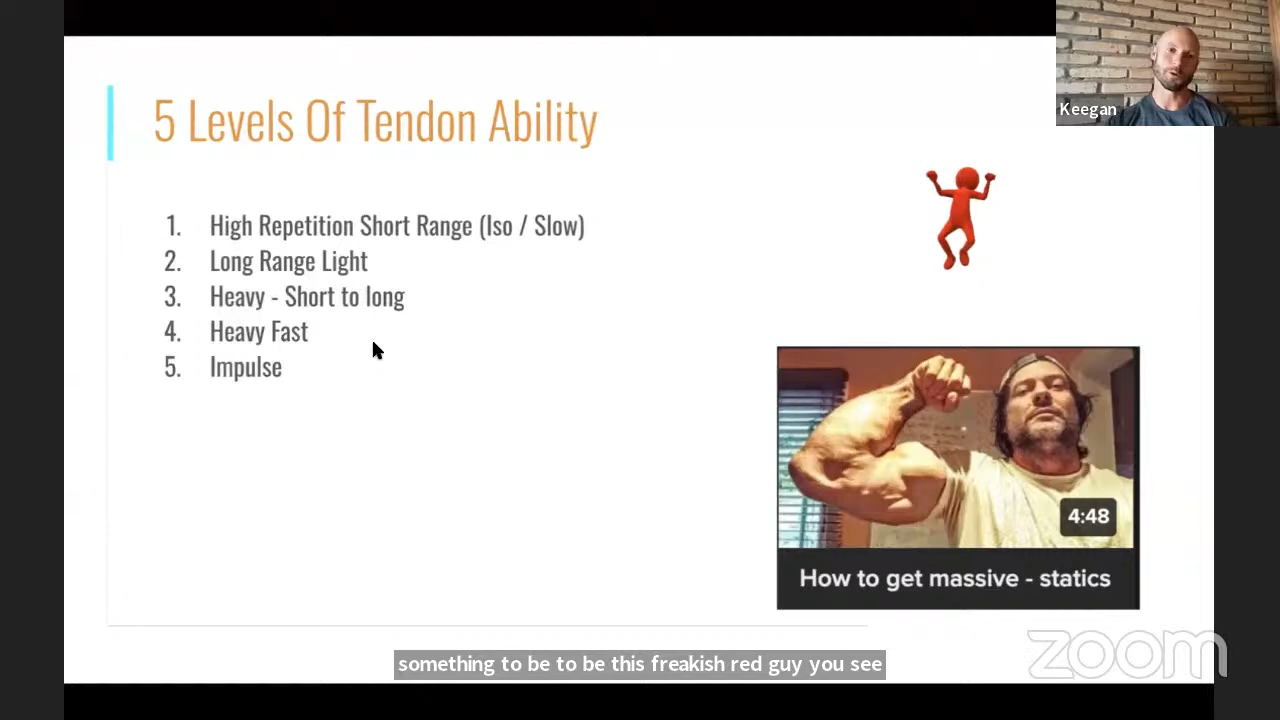 Keegan
5 Levels Of Tendon Ability
1. High Repetition Short Range (Iso / Slow)
2. Long Range Light
3. Heavy - Short to long
4. Heavy Fast
5. Impulse
4:48
How to get massive - statics
something to be to be this freakish red guy you see
zoom